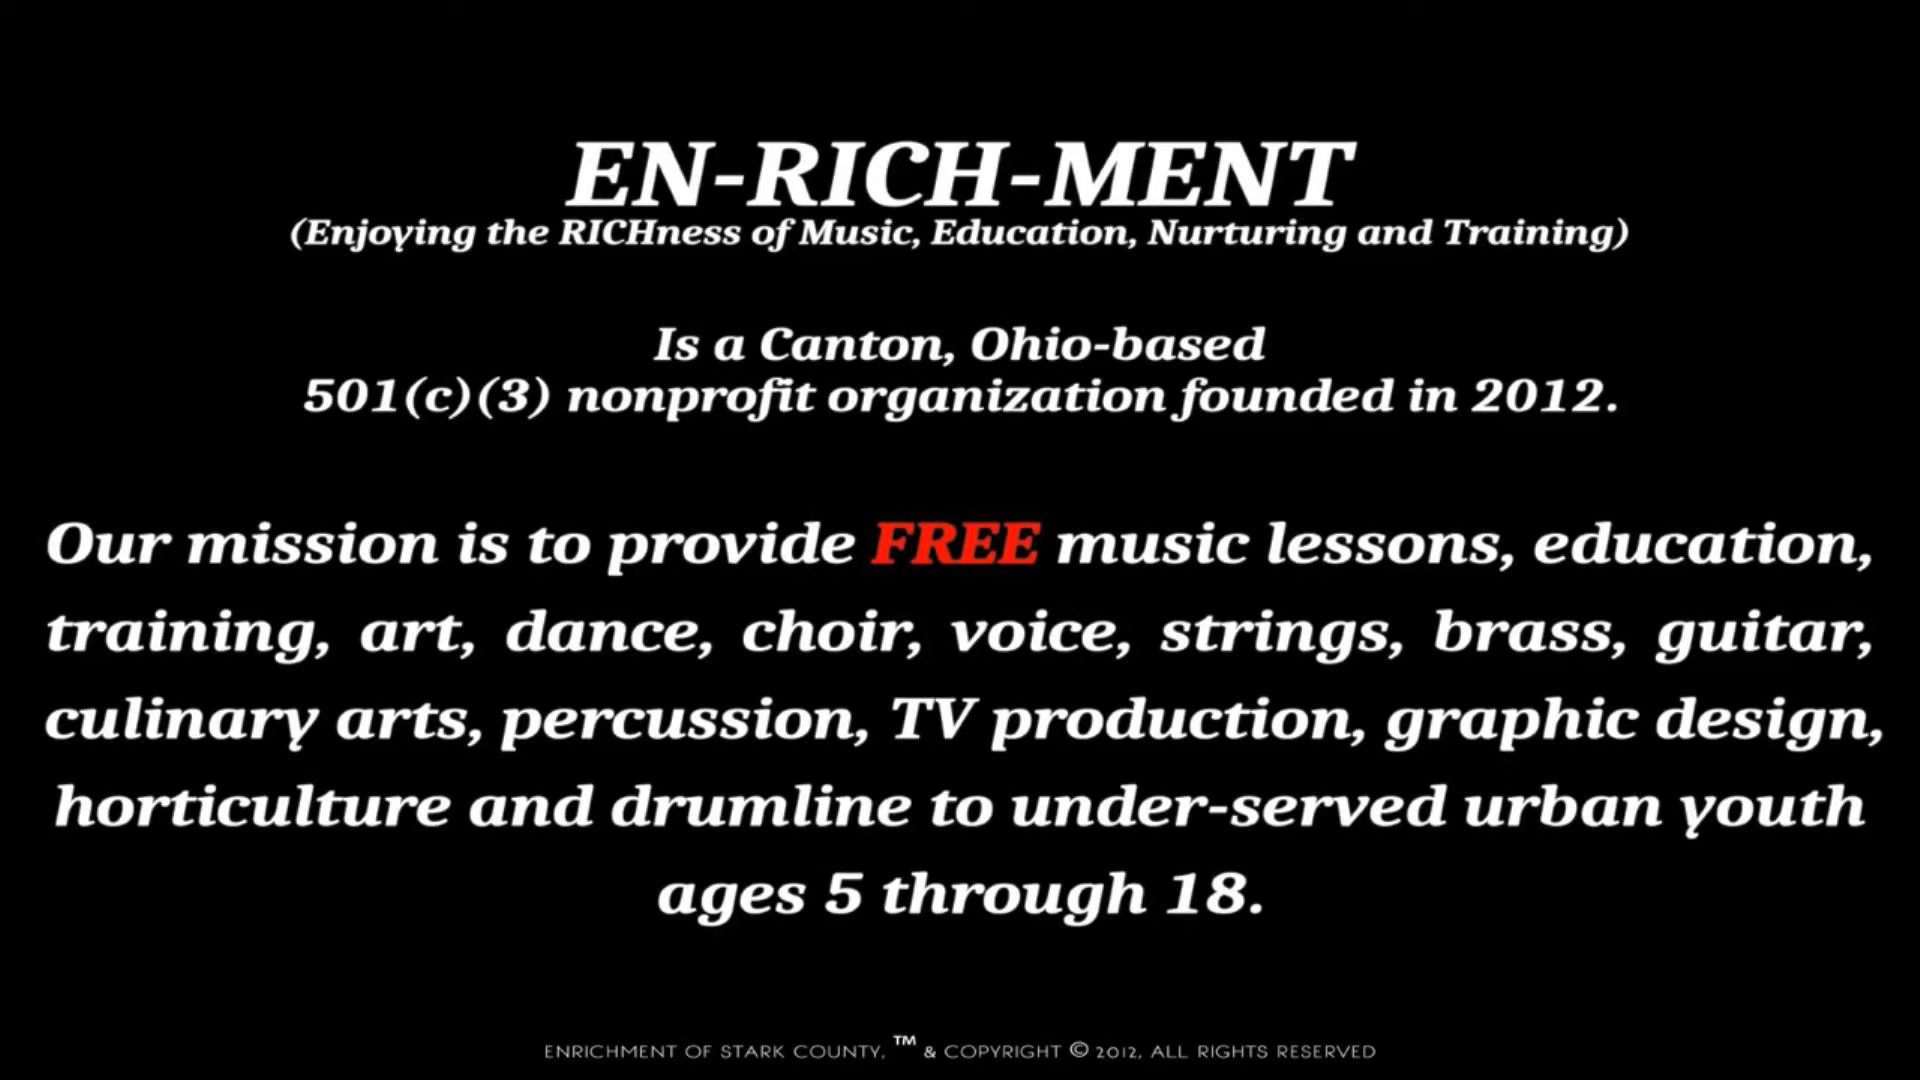 EN-RICH-MENT
(Enjoying the RICHness of Music, Education, Nurturing and Training)
Is a Canton, Ohio-based
501(c)(3) nonprofit organization founded in 2012.
Our mission is to provide FREE music lessons, education,
training, art, dance, choir, voice, strings, brass, guitar,
culinary arts, percussion, TV production, graphic design,
horticulture and drumline to under-served urban youth
ages 5 through 18.
ENRICHMENT OF STARK COUNTY, ™ & COPYRIGHT © 2012, ALL RIGHTS RESERVED